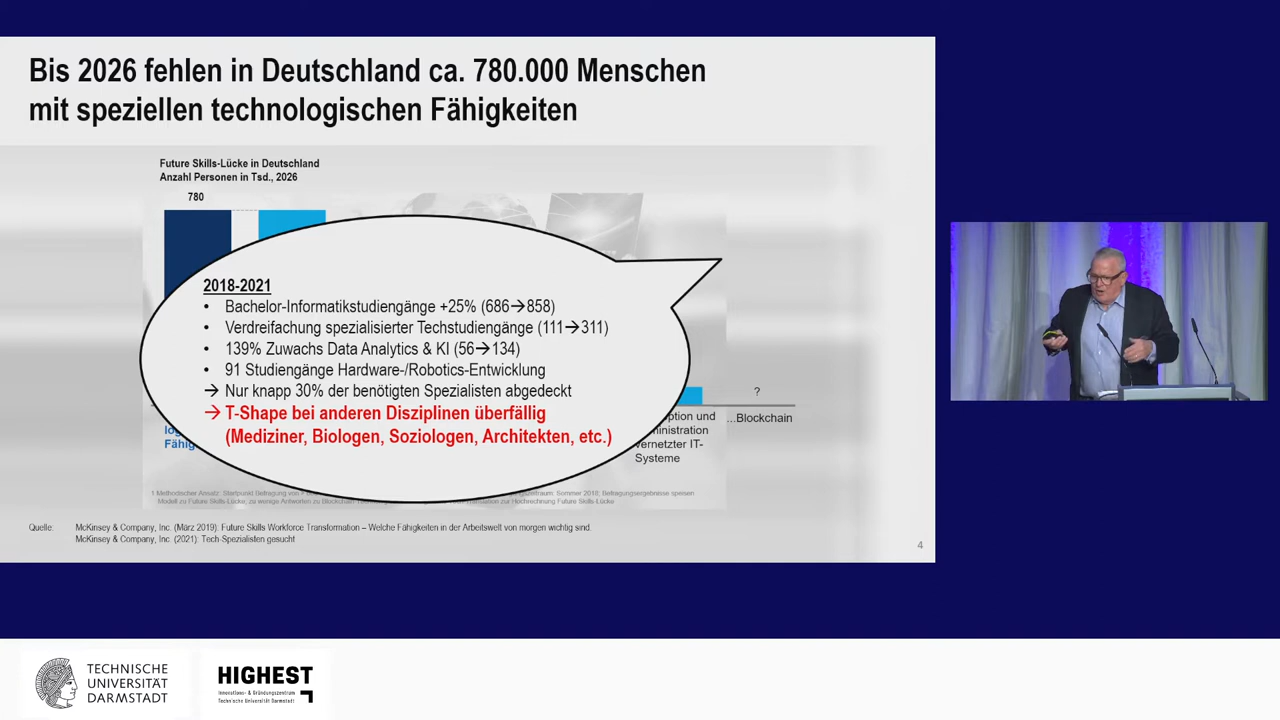 Bis 2026 fehlen in Deutschland ca. 780.000 Menschen
mit speziellen technologischen Fähigkeiten
Future Skills-Lücke in Deutschland
Anzahl Personen in Tsd., 2026
780
2018-2021
• Bachelor-Informatikstudiengänge +25% (686→858)
• Verdreifachung spezialisierter Techstudiengänge (111→311)
• 139% Zuwachs Data Analytics & KI (56→134)
• 91 Studiengänge Hardware-/Robotics-Entwicklung
→ Nur knapp 30% der benötigten Spezialisten abgedeckt
→ T-Shape bei anderen Disziplinen überfällig
(Mediziner, Biologen, Soziologen, Architekten, etc.)
?
...Blockchain
vernetzter IT-
Systeme
Quelle: McKinsey & Company, Inc. (März 2019): Future Skills Workforce Transformation – Welche Fähigkeiten in der Arbeitswelt von morgen wichtig sind.
McKinsey & Company, Inc. (2021): Tech-Spezialisten gesucht
4
TECHNISCHE
UNIVERSITÄT
DARMSTADT
HIGHEST
Innovations- & Gründungszentrum
Technische Universität Darmstadt